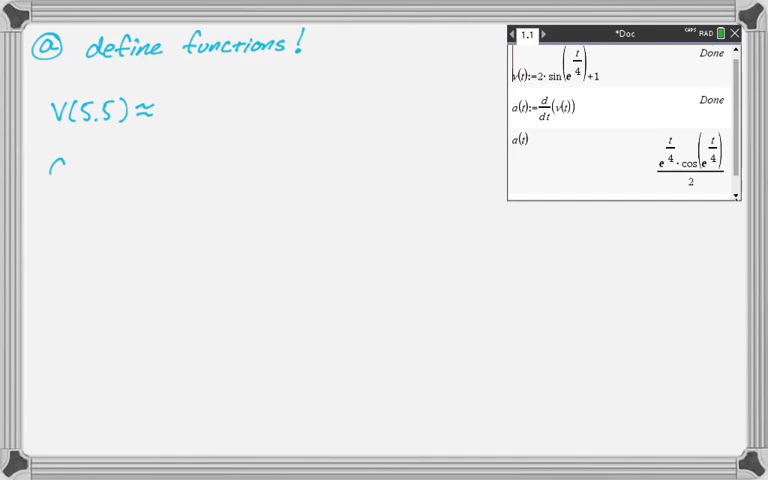 ⓐ define functions!
V(5.5) ≈
1.1
*Doc
CAPS RAD
v(t):=2·sin(e^(t/4))+1
Done
a(t):=d/dt(v(t))
Done
a(t)
e^(t/4)·cos(e^(t/4))/2